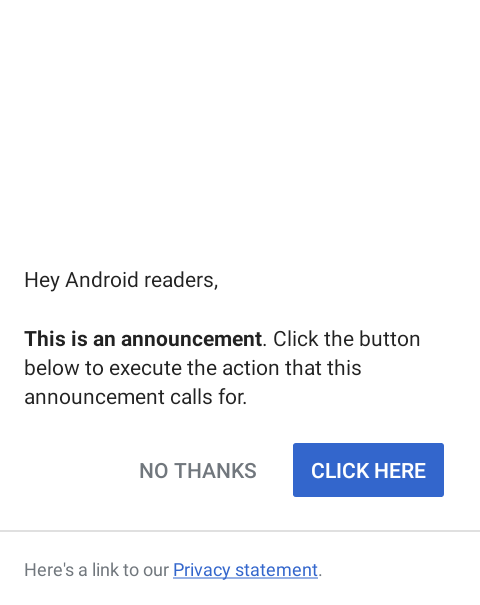 Hey Android readers,
This is an announcement. Click the button
below to execute the action that this
announcement calls for.
NO THANKS
CLICK HERE
Here's a link to our Privacy statement.